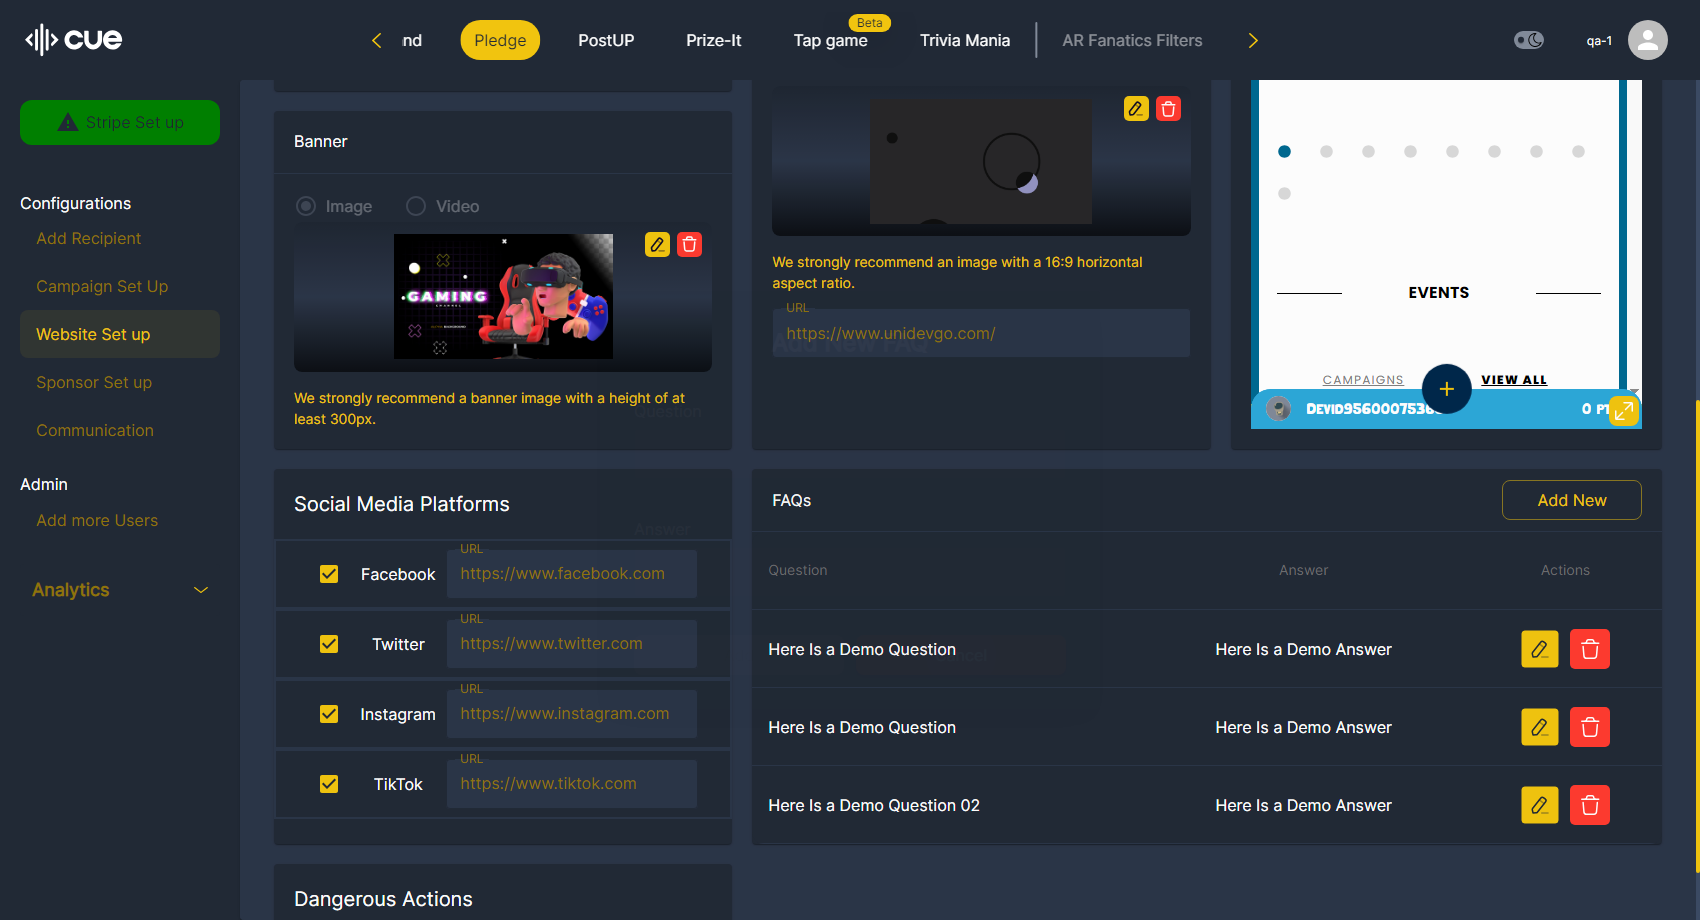 cue
nd
Pledge
PostUP
Prize-It
Tap game
Beta
Trivia Mania
AR Fanatics Filters
qa-1
Stripe Set up
Configurations
Add Recipient
Campaign Set Up
Website Set up
Sponsor Set up
Communication
Admin
Add more Users
Analytics
Banner
Image
Video
GAMING
We strongly recommend a banner image with a height of at
least 300px.
We strongly recommend an image with a 16:9 horizontal
aspect ratio.
URL
https://www.unidevgo.com/
EVENTS
CAMPAIGNS
VIEW ALL
0 PT
Social Media Platforms
Facebook
URL
https://www.facebook.com
Twitter
URL
https://www.twitter.com
Instagram
URL
https://www.instagram.com
TikTok
URL
https://www.tiktok.com
FAQs
Add New
Question
Answer
Actions
Here Is a Demo Question
Here Is a Demo Answer
Here Is a Demo Question
Here Is a Demo Answer
Here Is a Demo Question 02
Here Is a Demo Answer
Dangerous Actions